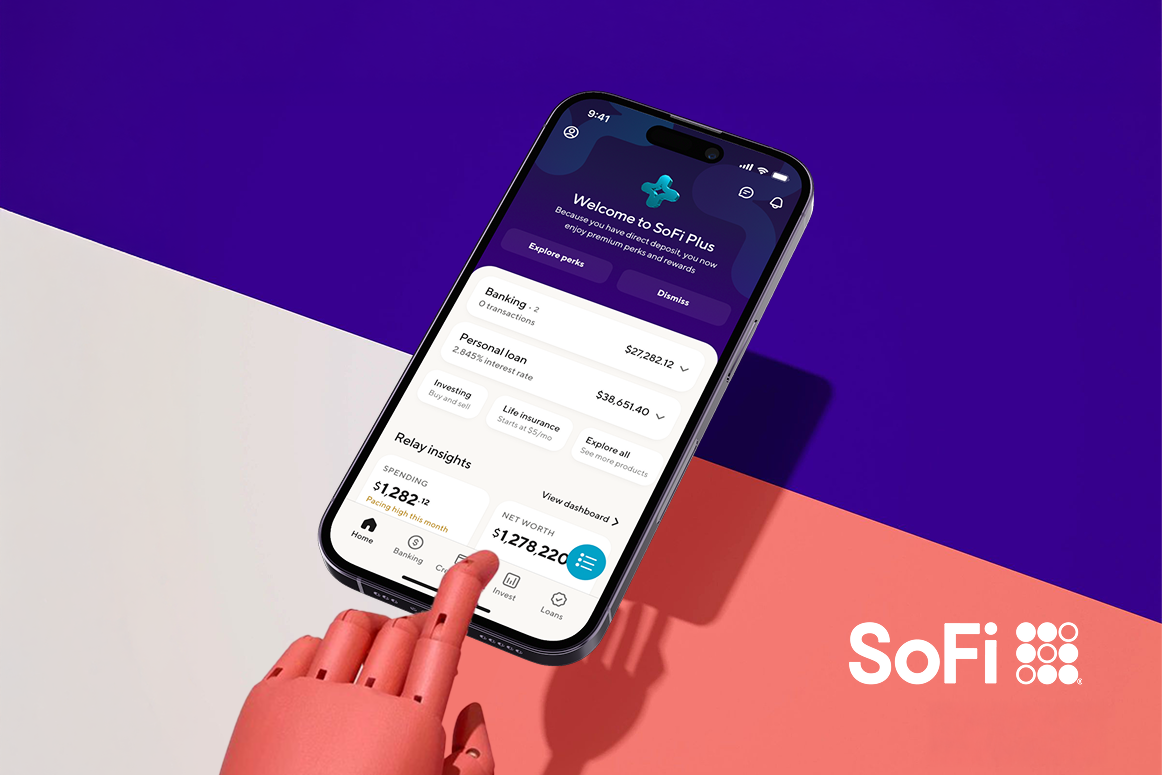 9:41
Welcome to SoFi Plus
Because you have direct deposit, you now
enjoy premium perks and rewards
Explore perks
Dismiss
Banking · 2
0 transactions
$27,282.12
Personal loan
2.845% interest rate
$38,651.40
Investing
Buy and sell
Life insurance
Starts at $5/mo
Explore all
See more products
Relay insights
View dashboard
SPENDING
$1,282.12
Pacing high this month
NET WORTH
$1,278,220
Home
Banking
Invest
Loans
SoFi